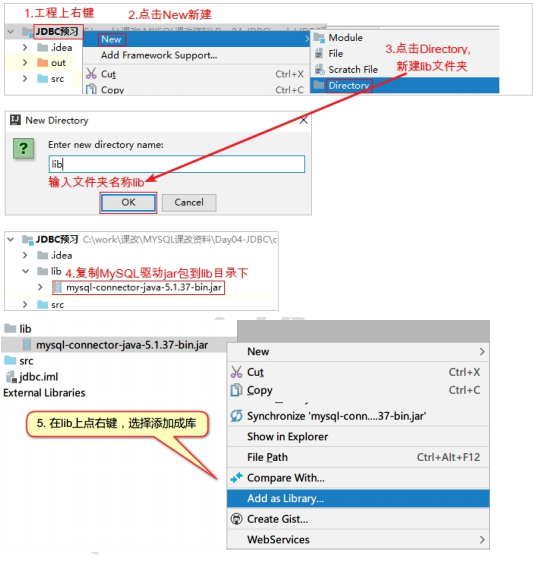 1.工程上右键
2.点击New新建
JDBC预习
New
Module
.idea
Add Framework Support...
File
out
Cut
Ctrl+X
Scratch File
src
Copy
Ctrl+C
Directory
3.点击Directory,
新建lib文件夹
New Directory
Enter new directory name:
lib
输入文件夹名称lib
OK
Cancel
JDBC预习 C:\work\课改\MYSQL课改资料\Day04-JDBC\c
.idea
lib
4.复制MySQL驱动jar包到lib目录下
mysql-connector-java-5.1.37-bin.jar
src
lib
mysql-connector-java-5.1.37-bin.jar
src
jdbc.iml
External Libraries
5. 在lib上点右键，选择添加成库
New
Cut Ctrl+X
Copy Ctrl+C
Synchronize 'mysql-conn....37-bin.jar'
Show in Explorer
File Path Ctrl+Alt+F12
Compare With...
Add as Library...
Create Gist...
WebServices